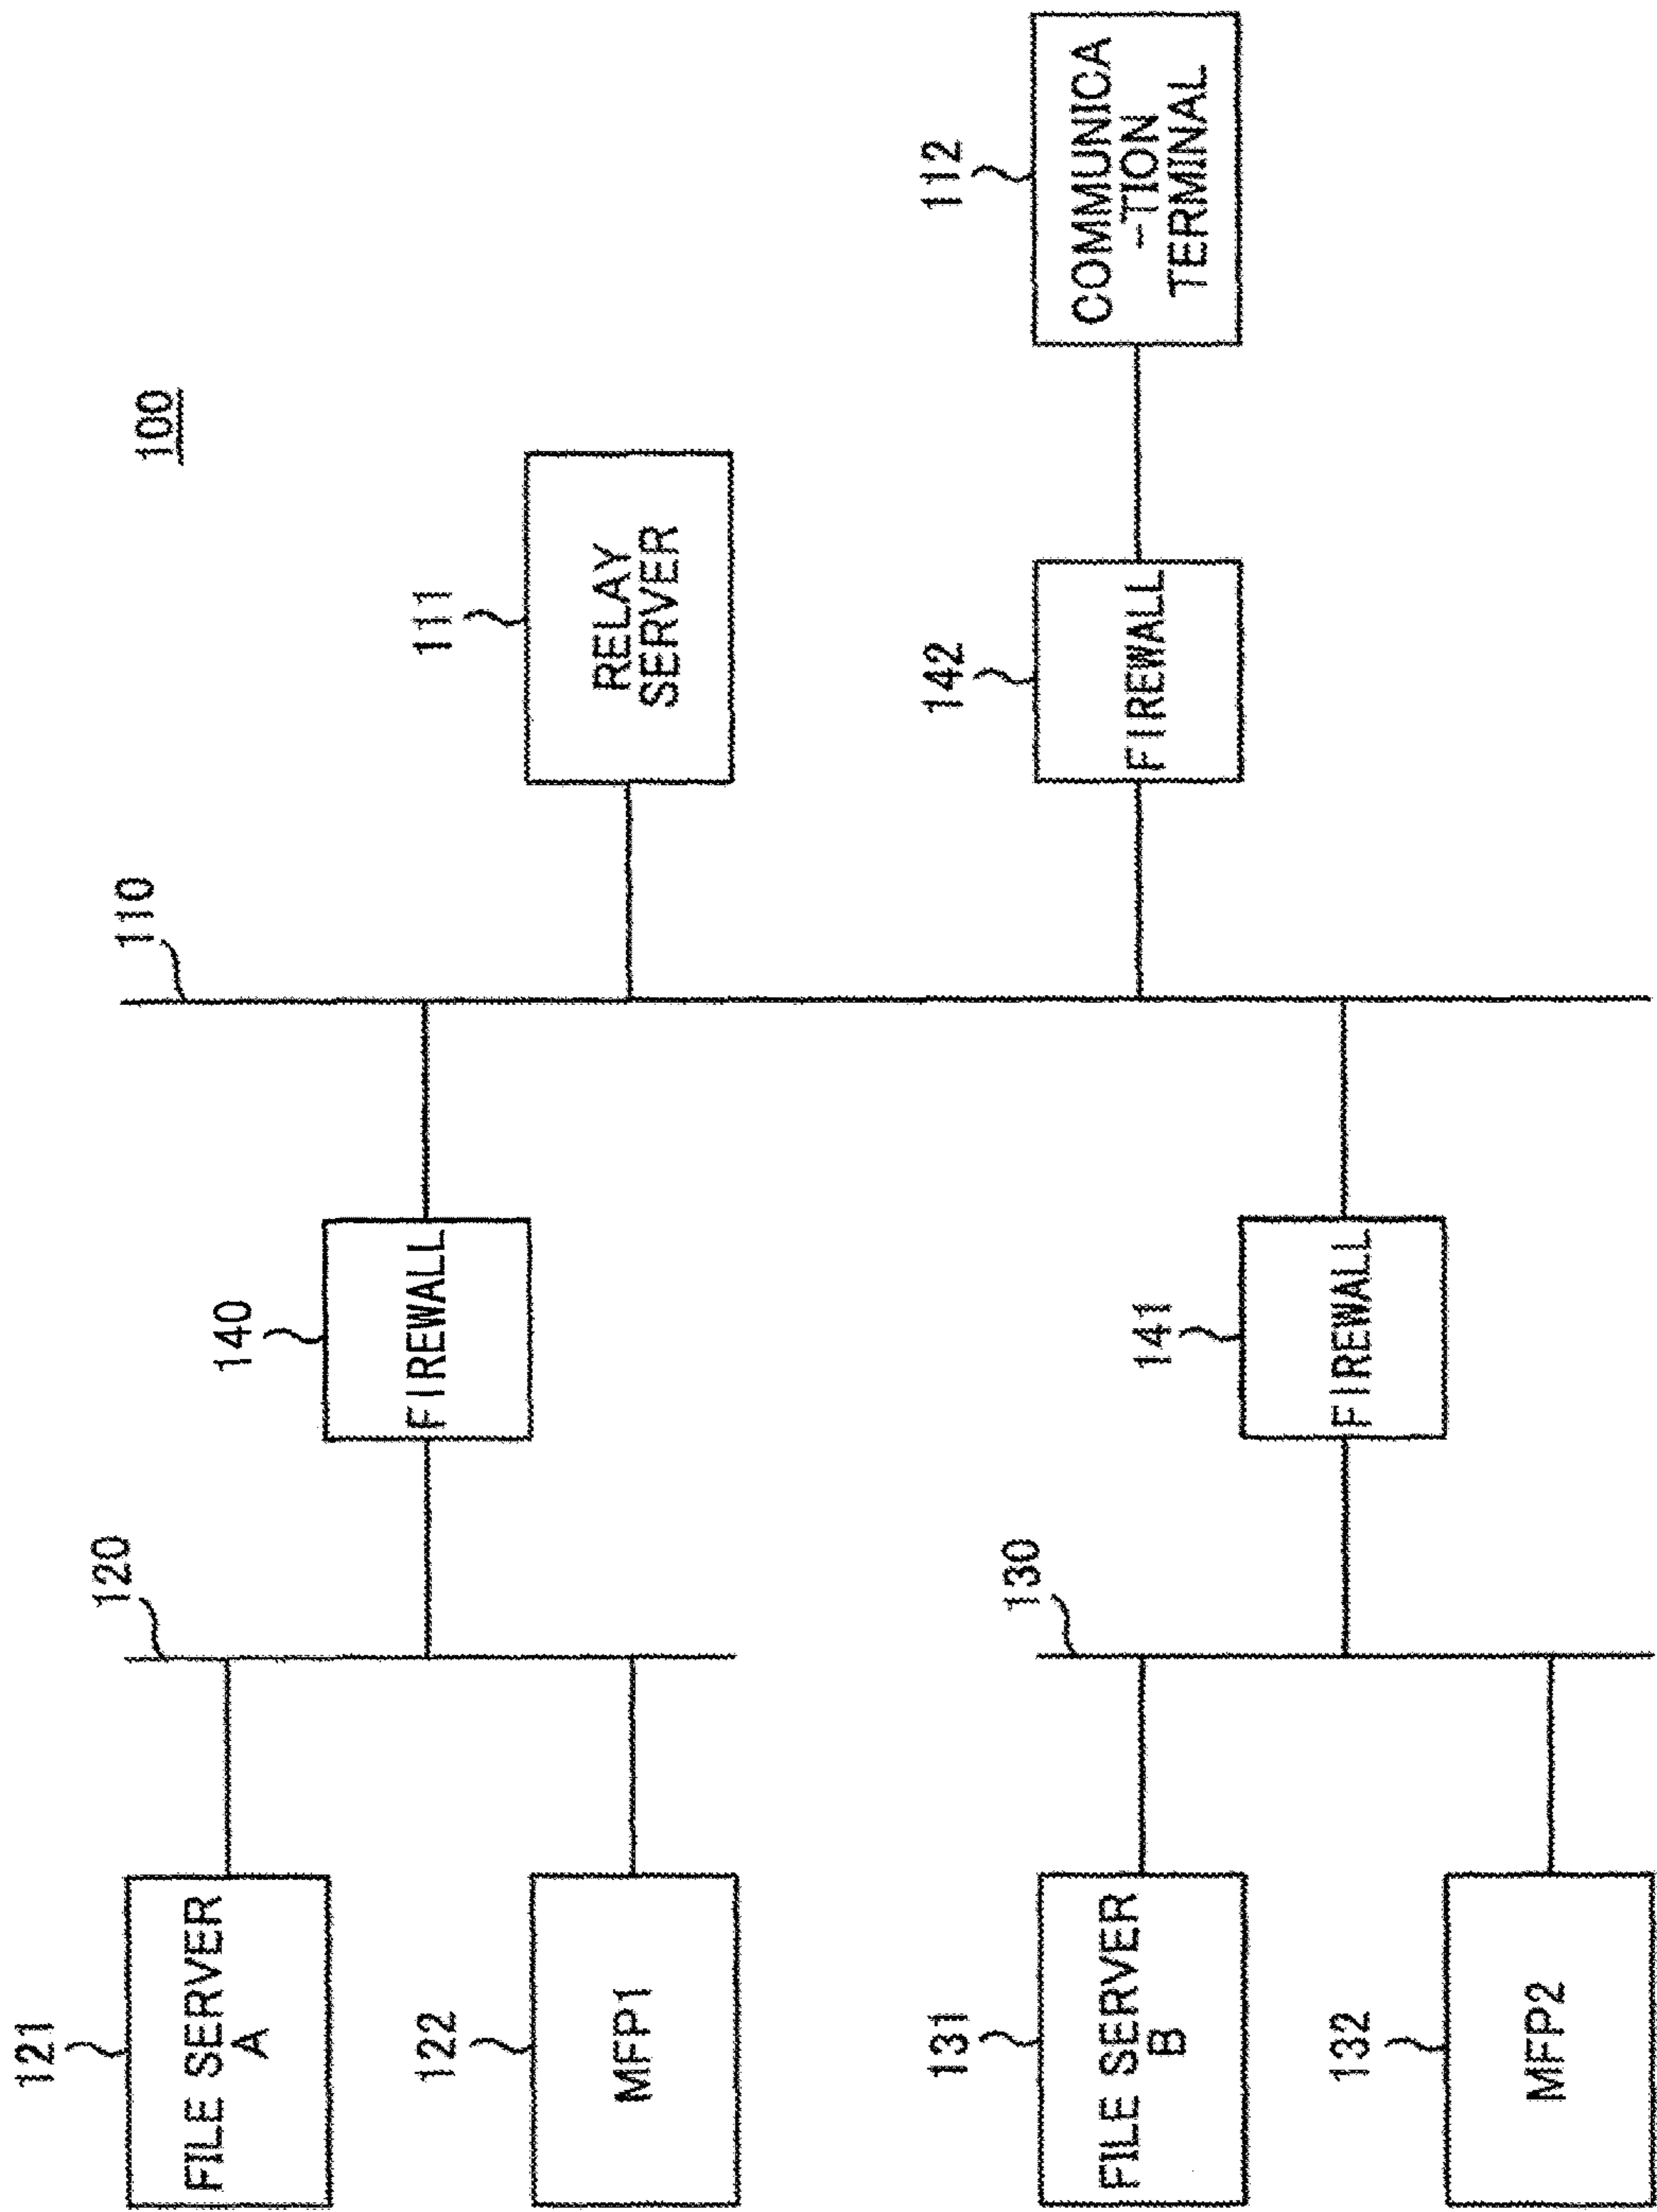 100
110
111
RELAY
SERVER
112
COMMUNICA
-TION
TERMINAL
142
FIREWALL
140
FIREWALL
141
FIREWALL
120
130
121
FILE SERVER
A
122
MFP1
131
FILE SERVER
B
132
MFP2